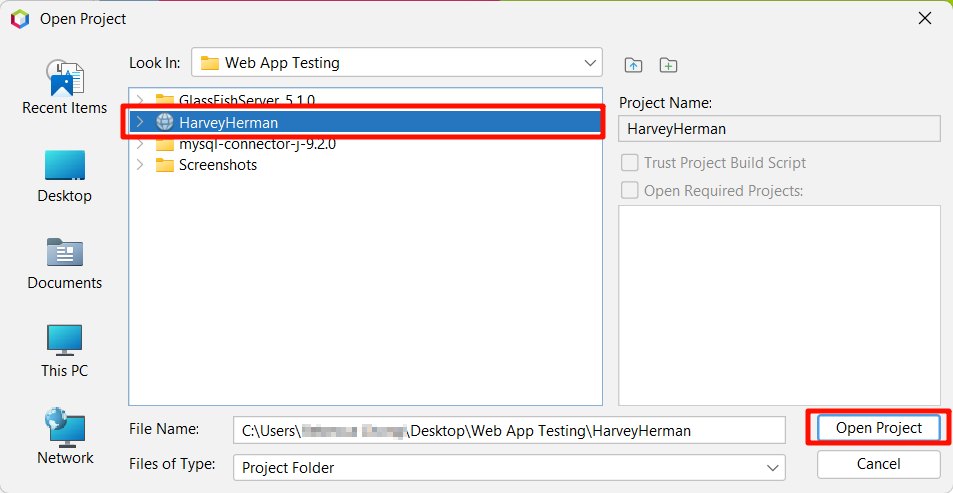 Open Project
Look In: Web App Testing
Recent Items
Desktop
Documents
This PC
Network
GlassFishServer_5.1.0
HarveyHerman
mysql-connector-j-9.2.0
Screenshots
Project Name:
HarveyHerman
Trust Project Build Script
Open Required Projects:
File Name: C:\Users\ \Desktop\Web App Testing\HarveyHerman
Open Project
Files of Type: Project Folder
Cancel